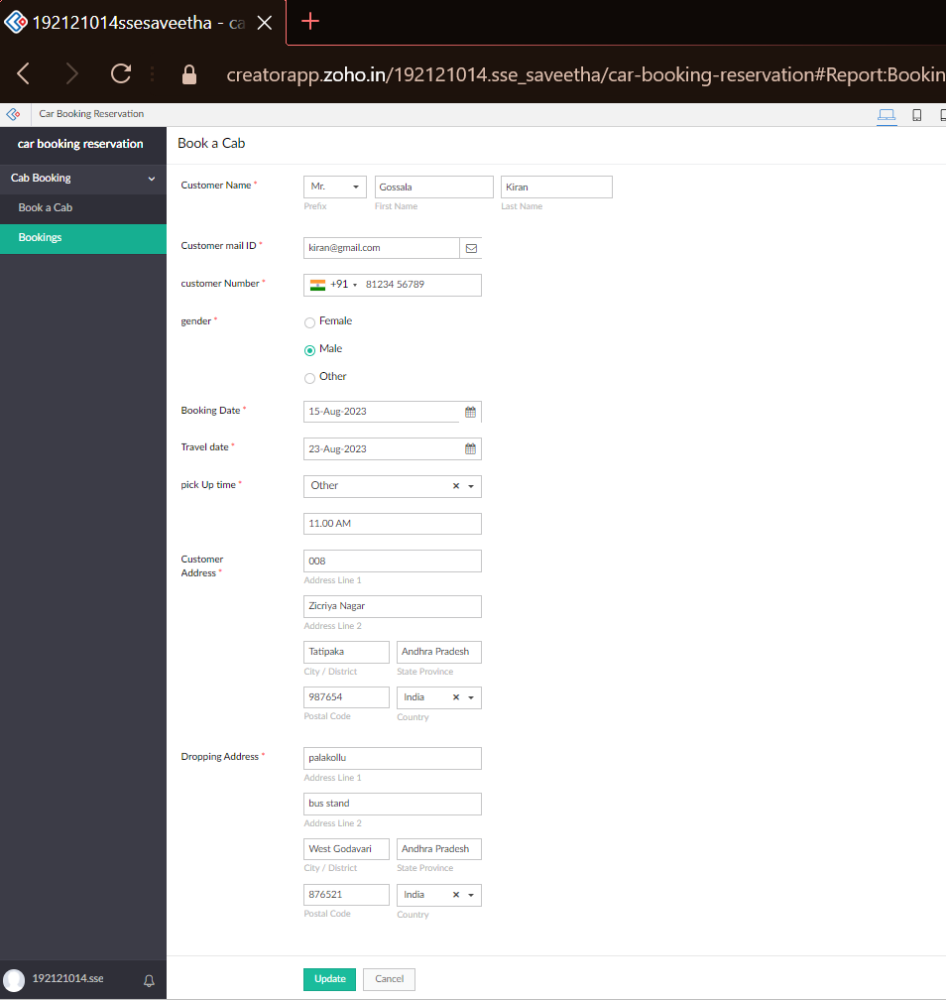 192121014ssesaveetha - ca
creatorapp.zoho.in/192121014.sse_saveetha/car-booking-reservation#Report:Bookin
Car Booking Reservation
car booking reservation
Cab Booking
Book a Cab
Bookings
Book a Cab
Customer Name *
Mr. Gossala Kiran
Prefix First Name Last Name
Customer mail ID *
kiran@gmail.com
customer Number *
+91 81234 56789
gender *
Female
Male
Other
Booking Date *
15-Aug-2023
Travel date *
23-Aug-2023
pick Up time *
Other
11.00 AM
Customer
Address *
008
Address Line 1
Zicriya Nagar
Address Line 2
Tatipaka Andhra Pradesh
City / District State Province
987654 India
Postal Code Country
Dropping Address *
palakollu
Address Line 1
bus stand
Address Line 2
West Godavari Andhra Pradesh
City / District State Province
876521 India
Postal Code Country
192121014.sse
Update Cancel